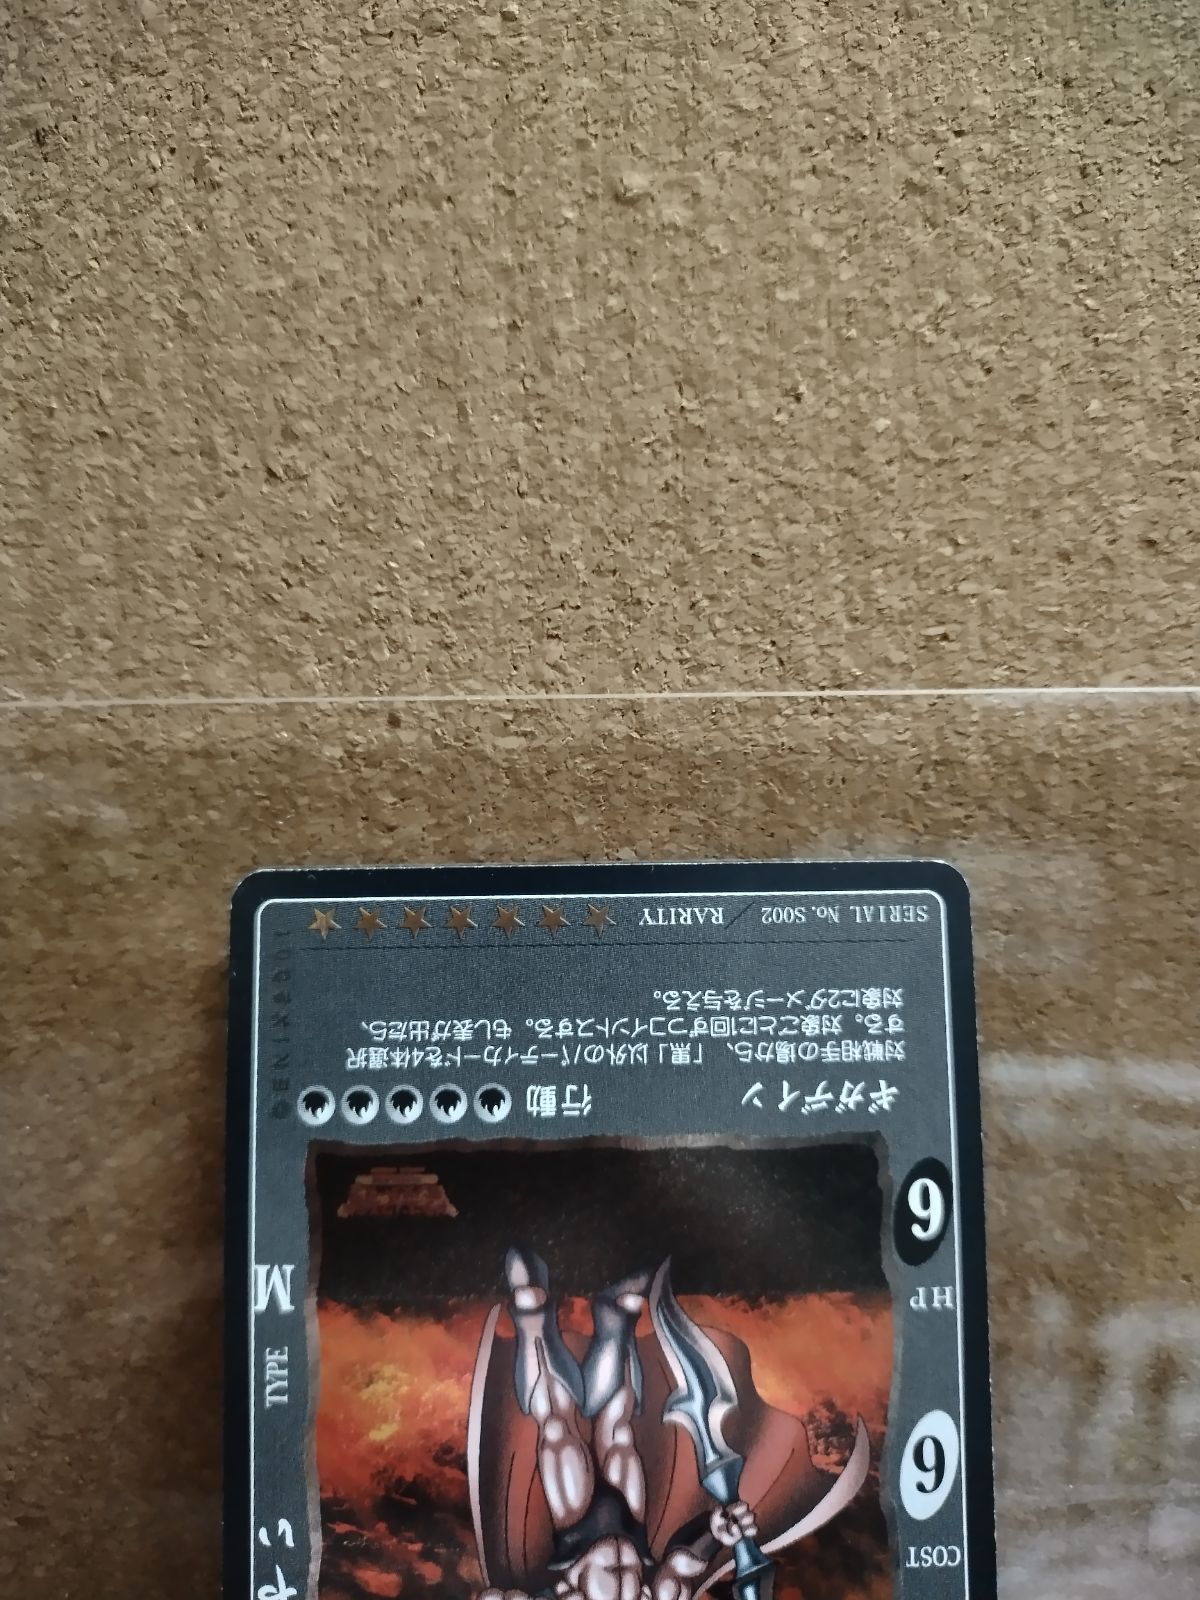 COST
HP
TYPE M
ギガデイン 行動
対戦相手の場から、「黒」以外のパーティカードを4体選択
する。対象ごとに1回ずつコイントスする。もし表が出たら、
対象に2ダメージを与える。
SERIAL No. S002 / RARITY ★★★★★★★
©ENIX 2001